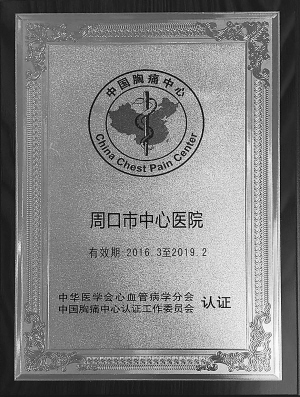 中国胸痛中心
China Chest Pain Center
周口市中心医院
有效期:2016.3至2019.2
中华医学会心血管病学分会
中国胸痛中心认证工作委员会
认证